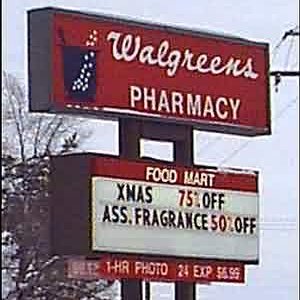 Walgreens
PHARMACY
FOOD MART
XMAS 75% OFF
ASS. FRAGRANCE 50% OFF
1-HR PHOTO 24 EXP. $6.99